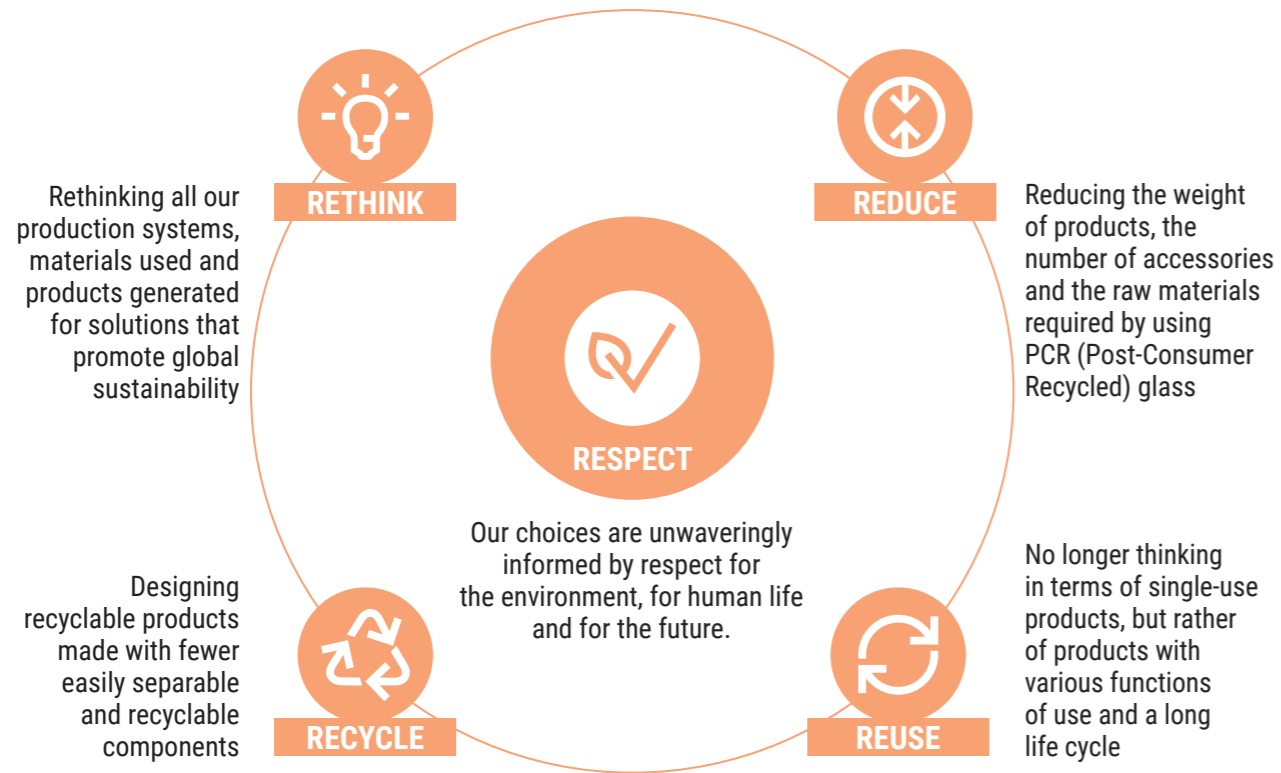 RETHINK
Rethinking all our
production systems,
materials used and
products generated
for solutions that
promote global
sustainability
REDUCE
Reducing the weight
of products, the
number of accessories
and the raw materials
required by using
PCR (Post-Consumer
Recycled) glass
RESPECT
Our choices are unwaveringly
informed by respect for
the environment, for human life
and for the future.
RECYCLE
Designing
recyclable products
made with fewer
easily separable
and recyclable
components
REUSE
No longer thinking
in terms of single-use
products, but rather
of products with
various functions
of use and a long
life cycle